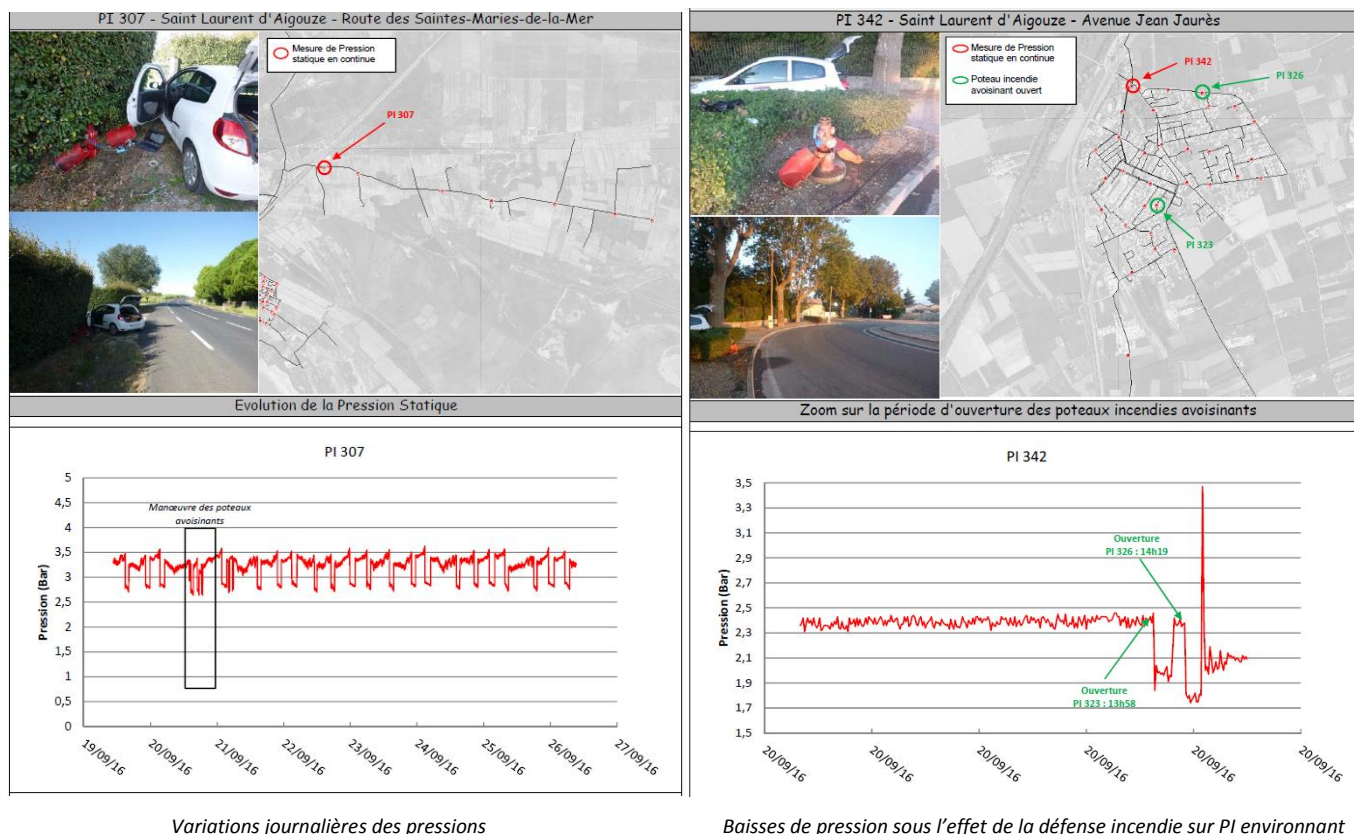 PI 307 - Saint Laurent d'Aigouze - Route des Saintes-Maries-de-la-Mer
Mesure de Pression
statique en continue
PI 307
Evolution de la Pression Statique
PI 307
Pression (Bar)
5
4,5
4
3,5
3
2,5
2
1,5
1
0,5
0
Manœuvre des poteaux
avoisinants
19/09/16
20/09/16
21/09/16
22/09/16
23/09/16
24/09/16
25/09/16
26/09/16
27/09/16
Variations journalières des pressions
PI 342 - Saint Laurent d'Aigouze - Avenue Jean Jaurès
Mesure de Pression
statique en continue
Poteau incendie
avoisinant ouvert
PI 342
PI 326
PI 323
Zoom sur la période d'ouverture des poteaux incendies avoisinants
PI 342
Pression (Bar)
3,5
3,3
3,1
2,9
2,7
2,5
2,3
2,1
1,9
1,7
1,5
Ouverture
PI 326 : 14h19
Ouverture
PI 323 : 13h58
20/09/16
20/09/16
20/09/16
20/09/16
20/09/16
20/09/16
Baisses de pression sous l'effet de la défense incendie sur PI environnant